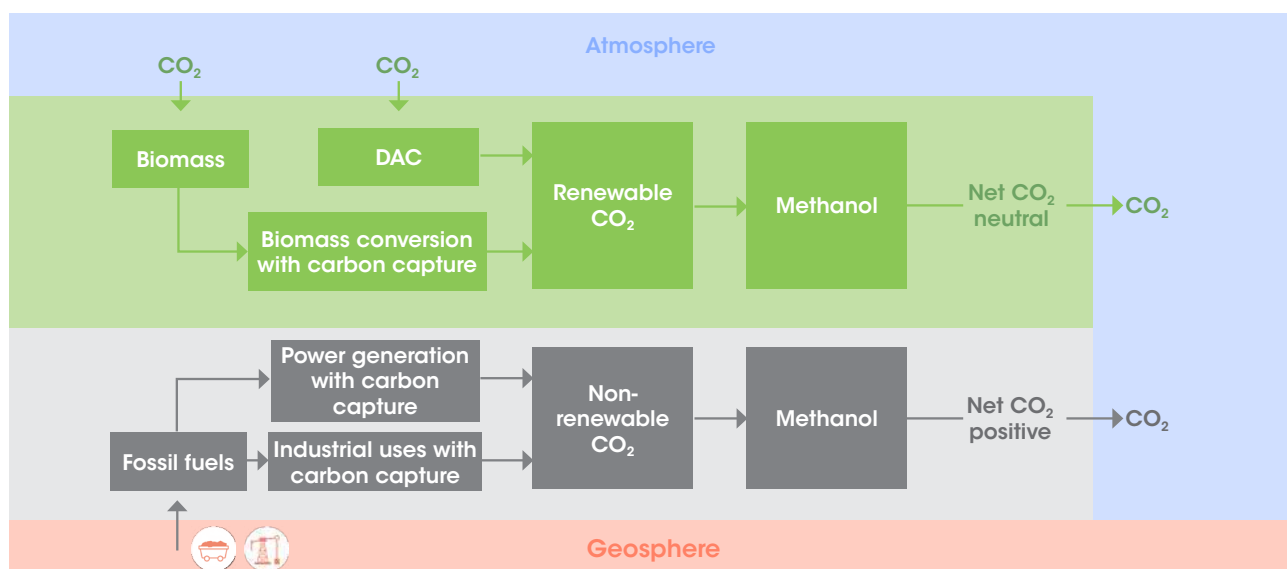 Atmosphere
CO₂
CO₂
Biomass
DAC
Biomass conversion
with carbon capture
Renewable
CO₂
Methanol
Net CO₂
neutral
CO₂
Power generation
with carbon
capture
Fossil fuels
Industrial uses with
carbon capture
Non-
renewable
CO₂
Methanol
Net CO₂
positive
CO₂
Geosphere